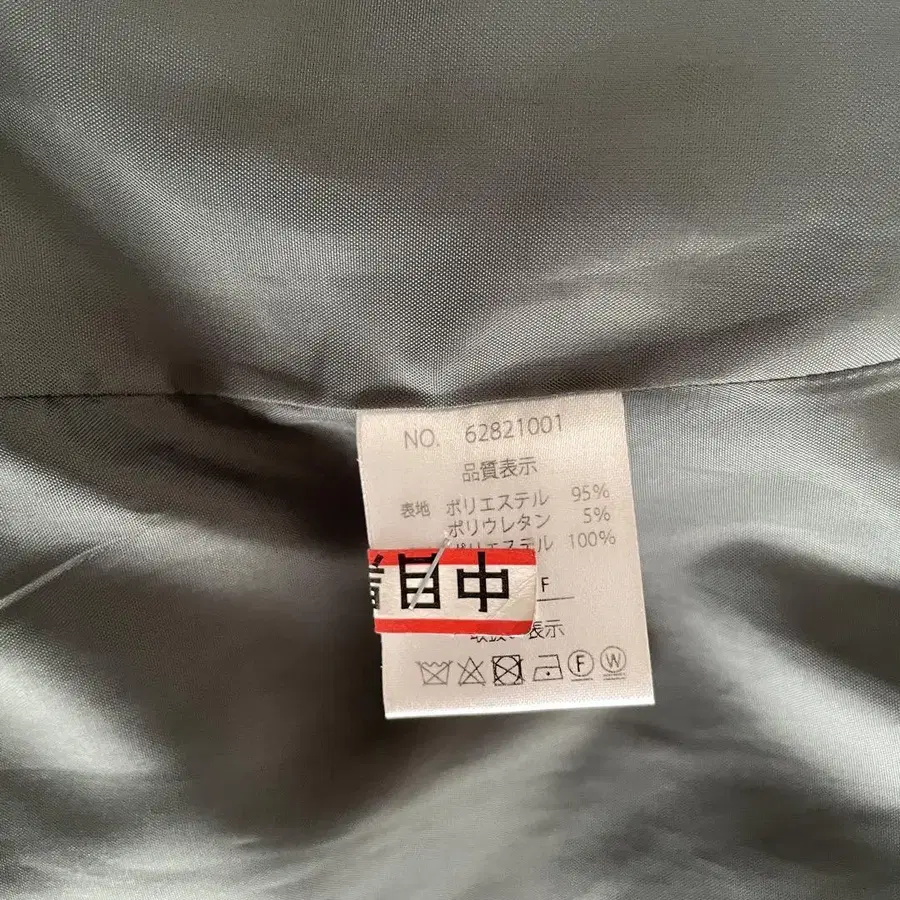 NO. 62821001
品質表示
表地 ポリエステル 95%
ポリウレタン 5%
ポリエステル 100%
中
F
表示
F W